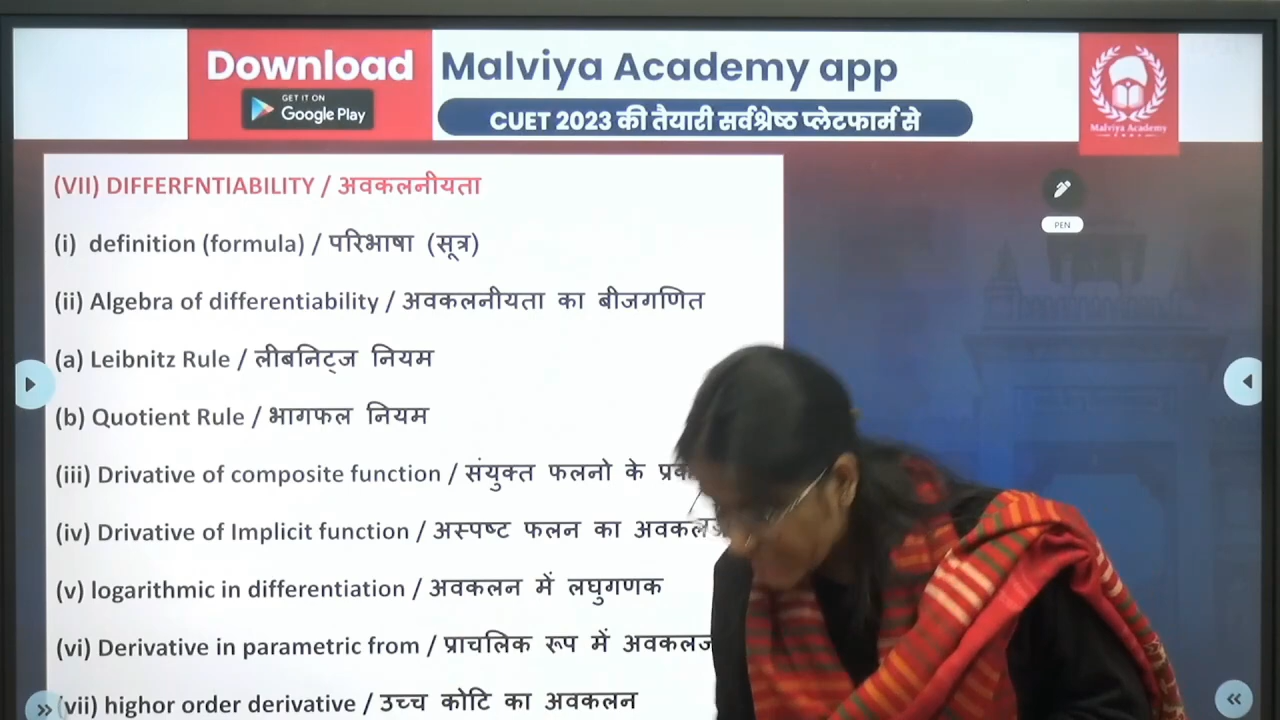 Download Malviya Academy app
GET IT ON
Google Play
CUET 2023 की तैयारी सर्वश्रेष्ठ प्लेटफार्म से
Malviya Academy
PEN
(VII) DIFFERFNTIABILITY / अवकलनीयता
(i) definition (formula) / परिभाषा (सूत्र)
(ii) Algebra of differentiability / अवकलनीयता का बीजगणित
(a) Leibnitz Rule / लीबनिट्ज नियम
(b) Quotient Rule / भागफल नियम
(iii) Drivative of composite function / संयुक्त फलनो के
(iv) Drivative of Implicit function / अस्पष्ट फलन का
(v) logarithmic in differentiation / अवकलन में लघुगणक
(vi) Derivative in parametric from / प्राचलिक रूप में अवकलज
(vii) highor order derivative / उच्च कोटि का अवकलन